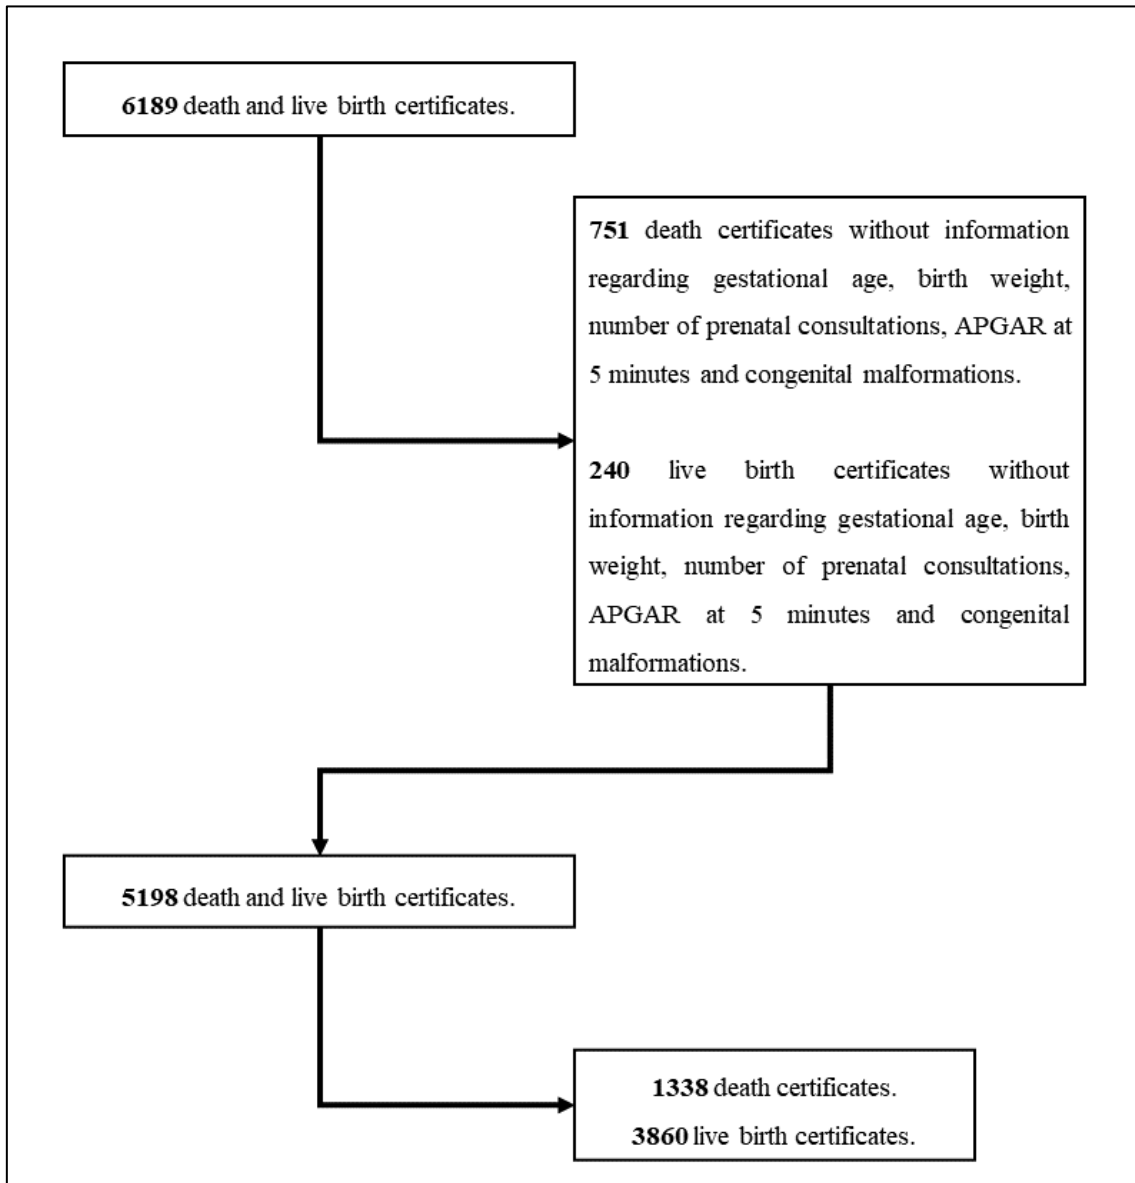 6189 death and live birth certificates.
751 death certificates without information
regarding gestational age, birth weight,
number of prenatal consultations, APGAR at
5 minutes and congenital malformations.
240 live birth certificates without
information regarding gestational age, birth
weight, number of prenatal consultations,
APGAR at 5 minutes and congenital
malformations.
5198 death and live birth certificates.
1338 death certificates.
3860 live birth certificates.